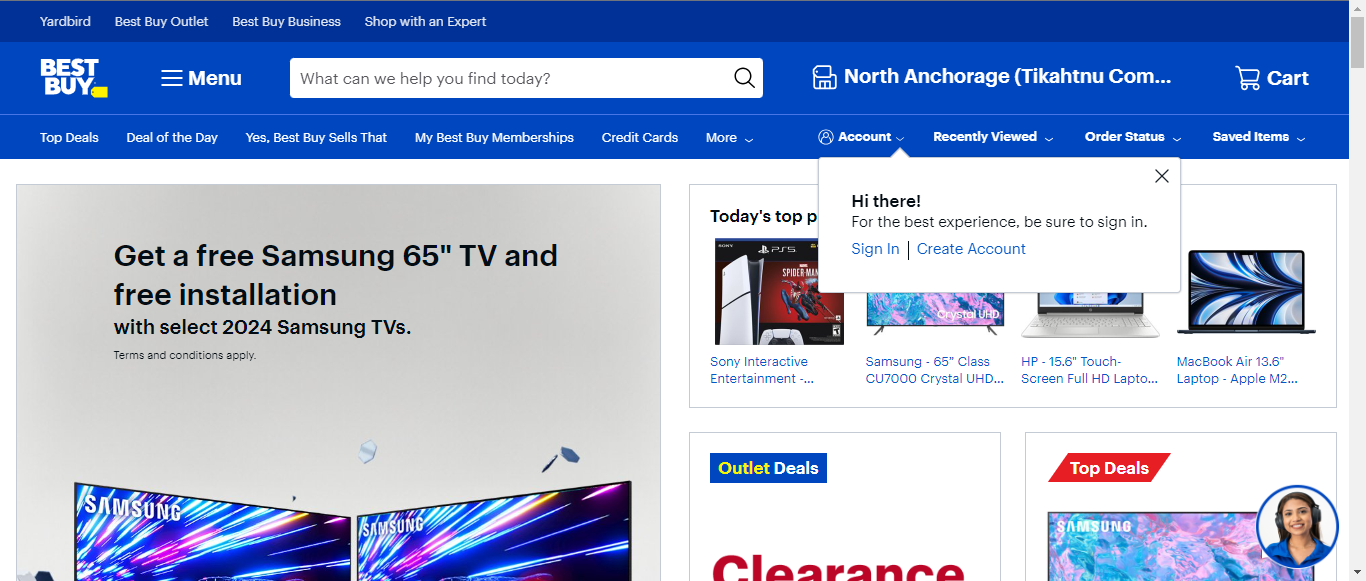 Yardbird
Best Buy Outlet
Best Buy Business
Shop with an Expert
BEST
BUY
Menu
What can we help you find today?
North Anchorage (Tikahtnu Com...
Cart
Top Deals
Deal of the Day
Yes, Best Buy Sells That
My Best Buy Memberships
Credit Cards
More
Account
Recently Viewed
Order Status
Saved Items
Hi there!
For the best experience, be sure to sign in.
Sign In | Create Account
Get a free Samsung 65" TV and
free installation
with select 2024 Samsung TVs.
Terms and conditions apply.
SAMSUNG
SAMSUNG
Today's top p
SONY
PS5
SPIDER-MAN
Crystal UHD
Sony Interactive
Entertainment -...
Samsung - 65" Class
CU7000 Crystal UHD...
HP - 15.6" Touch-
Screen Full HD Lapto...
MacBook Air 13.6"
Laptop - Apple M2...
Outlet Deals
Clearance
Top Deals
SAMSUNG